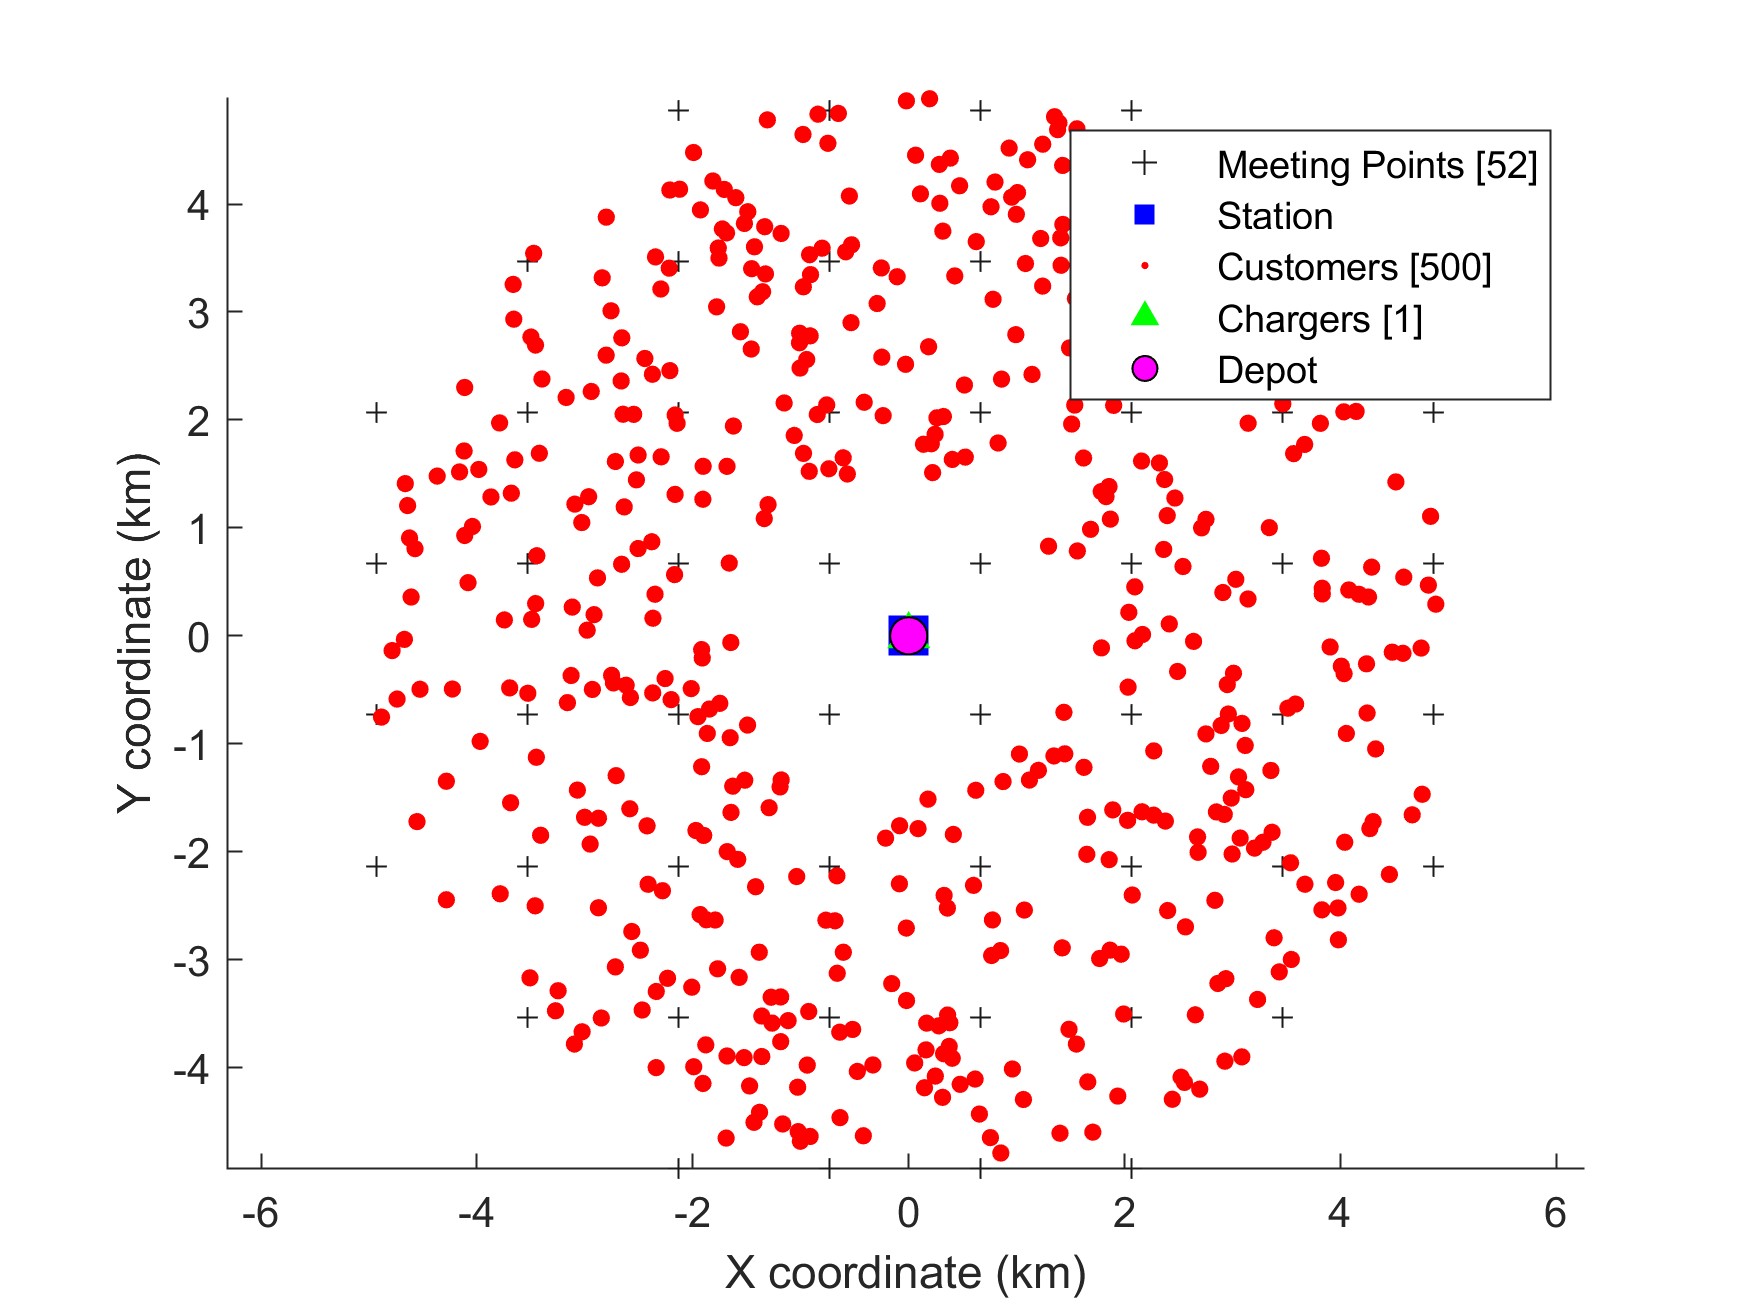 Meeting Points [52]
Station
Customers [500]
Chargers [1]
Depot
4
3
2
1
0
-1
-2
-3
-4
Y coordinate (km)
-6 -4 -2 0 2 4 6
X coordinate (km)